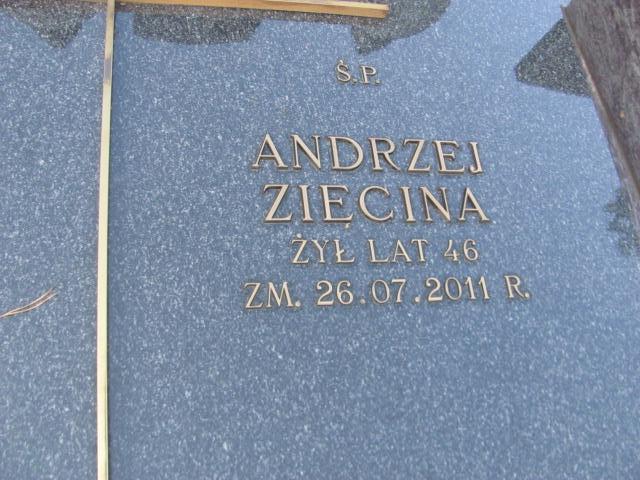 Ś.P.
ANDRZEJ
ZIĘCINA
ŻYŁ LAT 46
ZM. 26.07.2011 R.